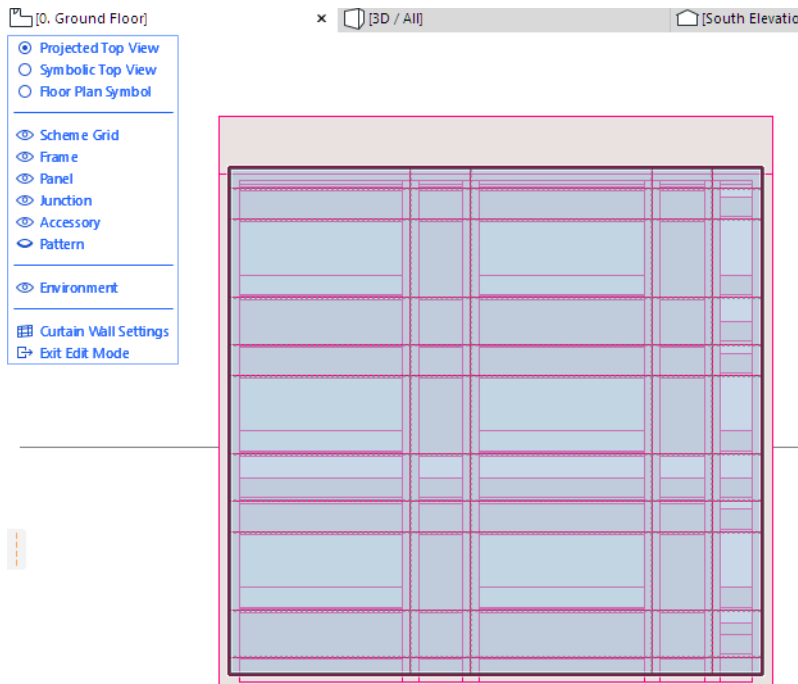 [0. Ground Floor]
[3D / All]
[South Elevatio
Projected Top View
Symbolic Top View
Floor Plan Symbol
Scheme Grid
Frame
Panel
Junction
Accessory
Pattern
Environment
Curtain Wall Settings
Exit Edit Mode